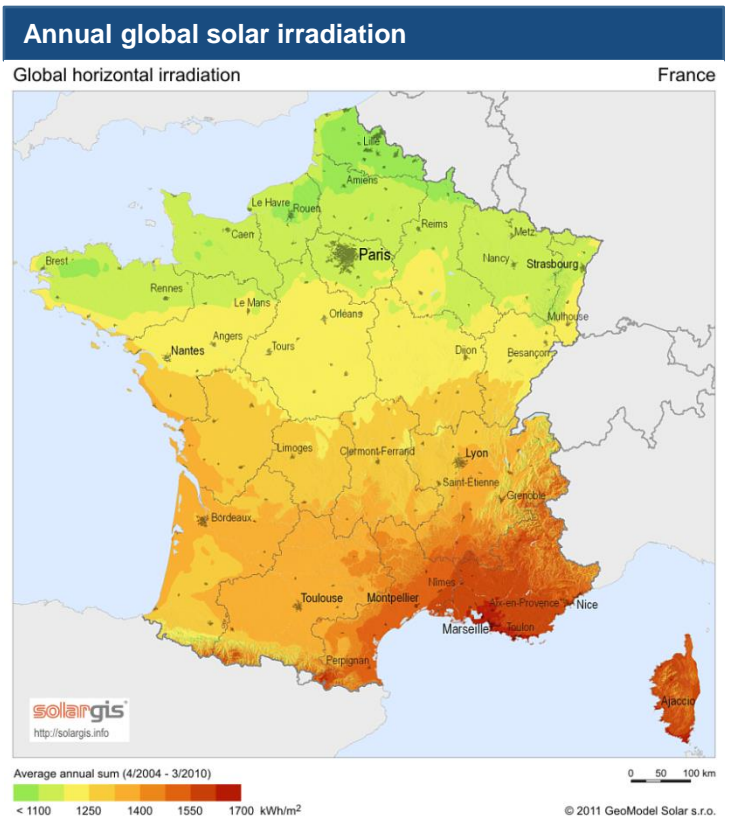 Annual global solar irradiation
Global horizontal irradiation France
Lille
Amiens
Le Havre
Rouen
Caen
Reims
Metz
Paris
Nancy
Strasbourg
Brest
Rennes
Le Mans
Orléans
Mulhouse
Angers
Tours
Nantes
Dijon
Besançon
Limoges
Clermont-Ferrand
Lyon
Saint-Étienne
Grenoble
Bordeaux
Nîmes
Toulouse
Montpellier
Aix-en-Provence
Nice
Marseille
Toulon
Perpignan
Ajaccio
solargis
http://solargis.info
Average annual sum (4/2004 - 3/2010)
0 50 100 km
< 1100 1250 1400 1550 1700 kWh/m²
© 2011 GeoModel Solar s.r.o.